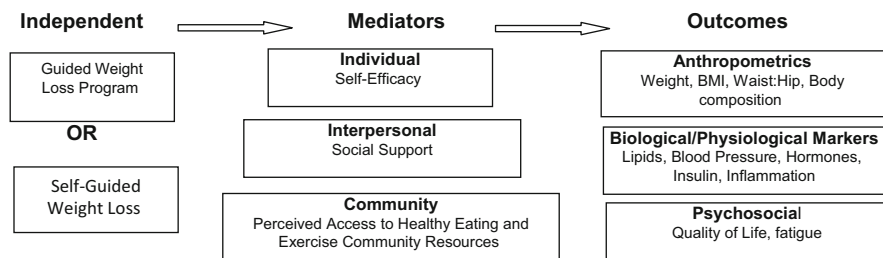 Independent
Mediators
Outcomes
Guided Weight
Loss Program
OR
Self-Guided
Weight Loss
Individual
Self-Efficacy
Interpersonal
Social Support
Community
Perceived Access to Healthy Eating and
Exercise Community Resources
Anthropometrics
Weight, BMI, Waist:Hip, Body
composition
Biological/Physiological Markers
Lipids, Blood Pressure, Hormones,
Insulin, Inflammation
Psychosocial
Quality of Life, fatigue